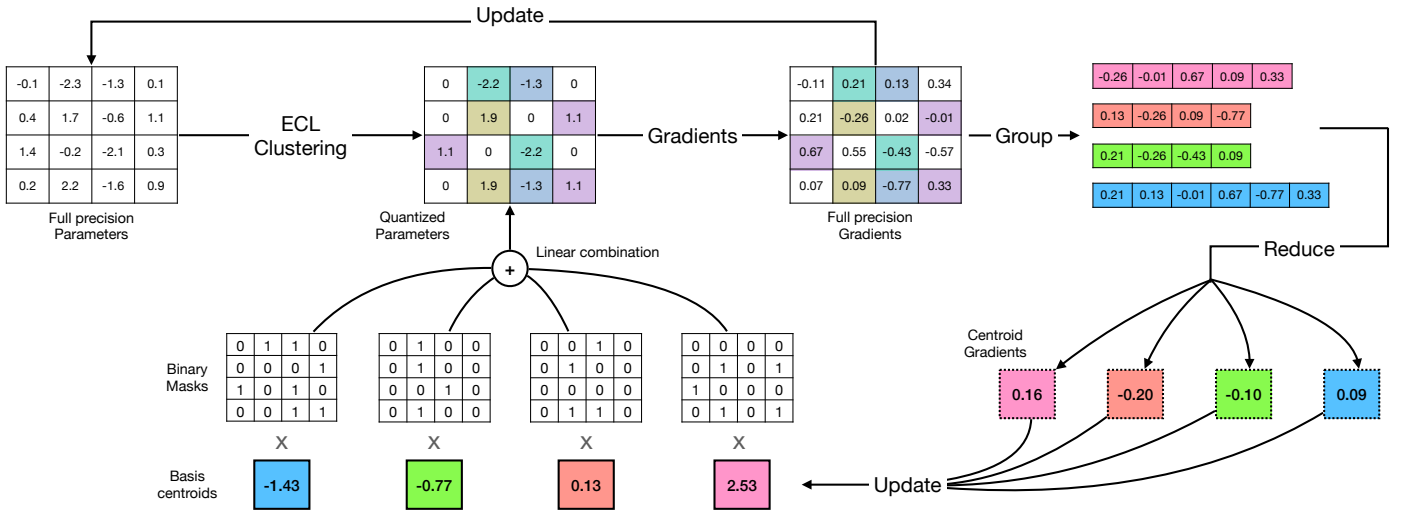 Update
-0.1 -2.3 -1.3 0.1
0.4 1.7 -0.6 1.1
1.4 -0.2 -2.1 0.3
0.2 2.2 -1.6 0.9
Full precision
Parameters
ECL
Clustering
0 -2.2 -1.3 0
0 1.9 0 1.1
1.1 0 -2.2 0
0 1.9 -1.3 1.1
Quantized
Parameters
Gradients
-0.11 0.21 0.13 0.34
0.21 -0.26 0.02 -0.01
0.67 0.55 -0.43 -0.57
0.07 0.09 -0.77 0.33
Full precision
Gradients
Group
-0.26 -0.01 0.67 0.09 0.33
0.13 -0.26 0.09 -0.77
0.21 -0.26 -0.43 0.09
0.21 0.13 -0.01 0.67 -0.77 0.33
Reduce
+
Linear combination
Binary
Masks
0 1 1 0
0 0 0 1
1 0 1 0
0 0 1 1
0 1 0 0
0 1 0 0
0 0 1 0
0 1 0 0
0 0 1 0
0 1 0 0
0 0 0 0
0 1 1 0
0 0 0 0
0 1 0 1
1 0 0 0
0 1 0 1
X X X X
Basis
centroids
-1.43 -0.77 0.13 2.53
Centroid
Gradients
0.16 -0.20 -0.10 0.09
Update